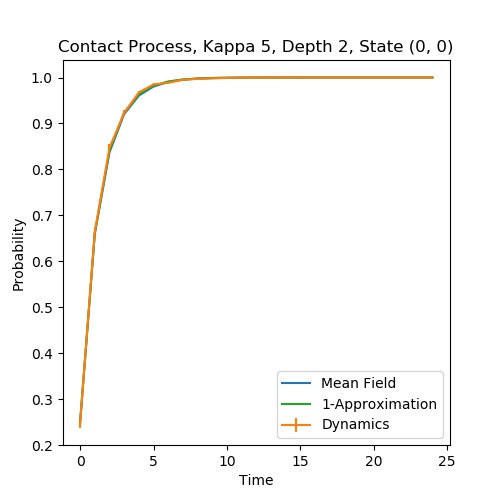 Contact Process, Kappa 5, Depth 2, State (0, 0)
Probability
1.0
0.9
0.8
0.7
0.6
0.5
0.4
0.3
0.2
Mean Field
1-Approximation
Dynamics
0 5 10 15 20 25
Time